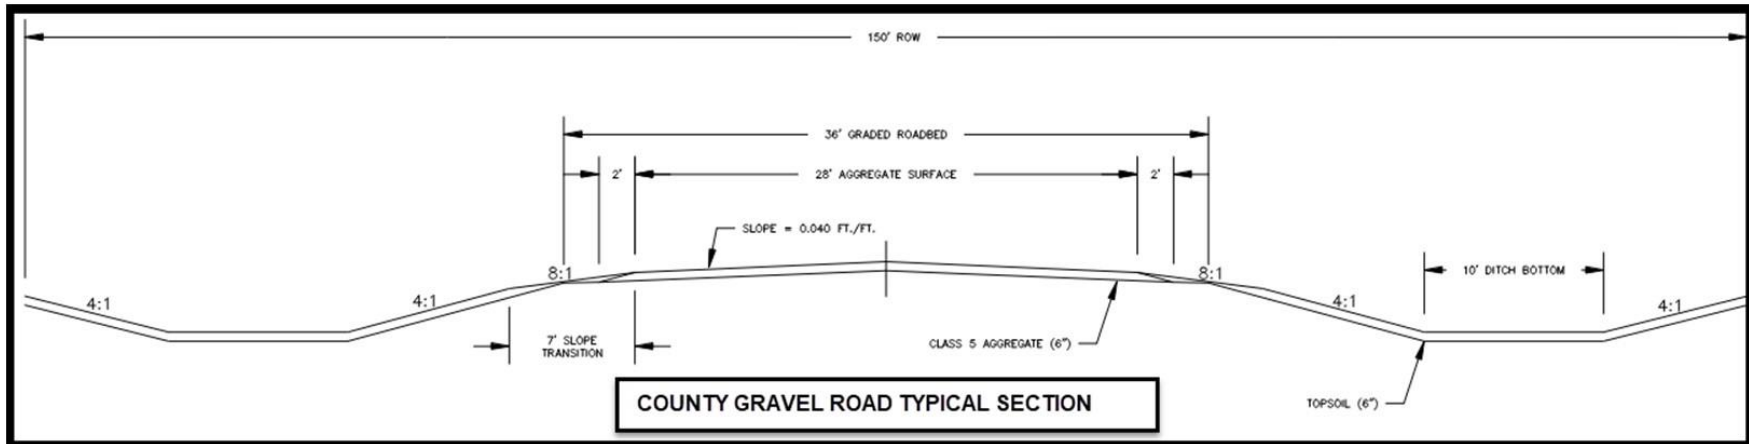 150' ROW
36' GRADED ROADBED
2'
28' AGGREGATE SURFACE
2'
SLOPE = 0.040 FT./FT.
8:1
8:1
10' DITCH BOTTOM
4:1
4:1
4:1
4:1
7' SLOPE
TRANSITION
CLASS 5 AGGREGATE (6")
COUNTY GRAVEL ROAD TYPICAL SECTION
TOPSOIL (6")